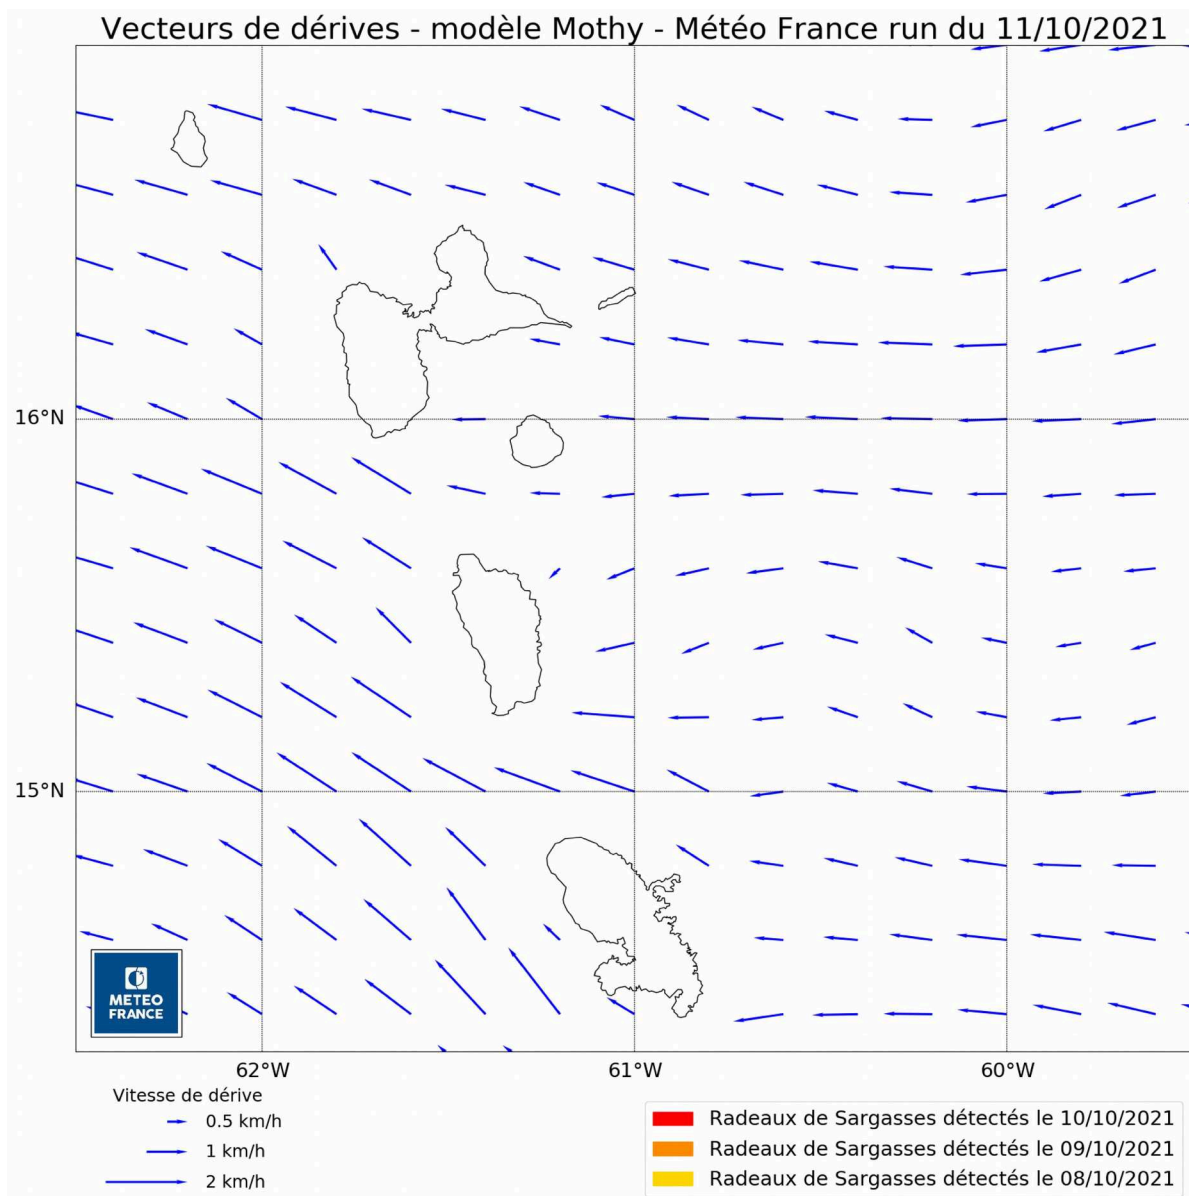 Vecteurs de dérives - modèle Mothy - Météo France run du 11/10/2021
16°N
15°N
METEO
FRANCE
62°W
61°W
60°W
Vitesse de dérive
0.5 km/h
1 km/h
2 km/h
Radeaux de Sargasses détectés le 10/10/2021
Radeaux de Sargasses détectés le 09/10/2021
Radeaux de Sargasses détectés le 08/10/2021